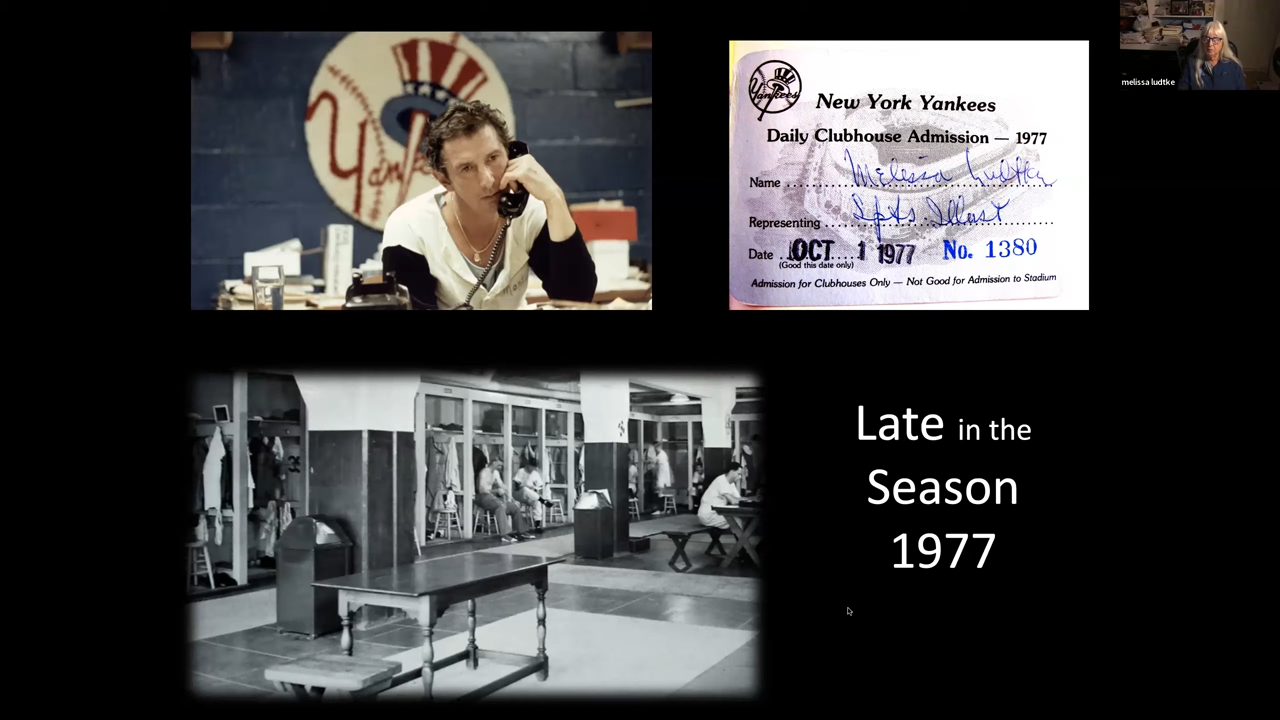 Yankees
New York Yankees
Daily Clubhouse Admission — 1977
Name Melissa Ludtke
Representing Spts. Illust
Date OCT 1 1977 No. 1380
(Good this date only)
Admission for Clubhouses Only — Not Good for Admission to Stadium
melissa ludtke
Late in the
Season
1977